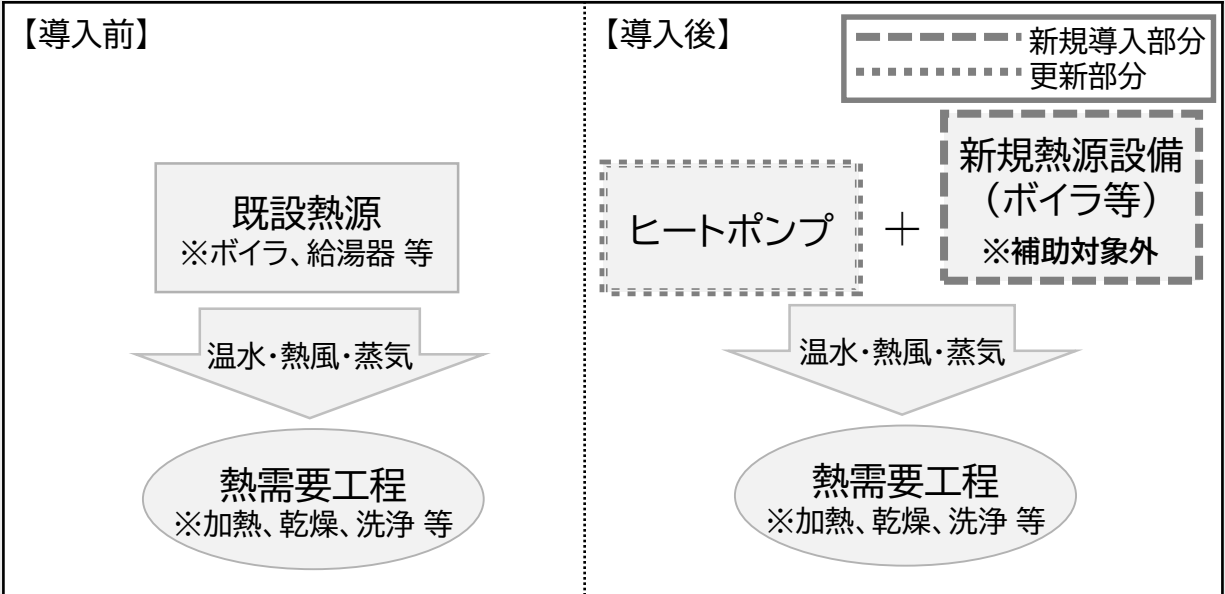 【導入前】
既設熱源
※ボイラ、給湯器 等
温水・熱風・蒸気
熱需要工程
※加熱、乾燥、洗浄 等
【導入後】
新規導入部分
更新部分
ヒートポンプ
＋
新規熱源設備
（ボイラ等）
※補助対象外
温水・熱風・蒸気
熱需要工程
※加熱、乾燥、洗浄 等